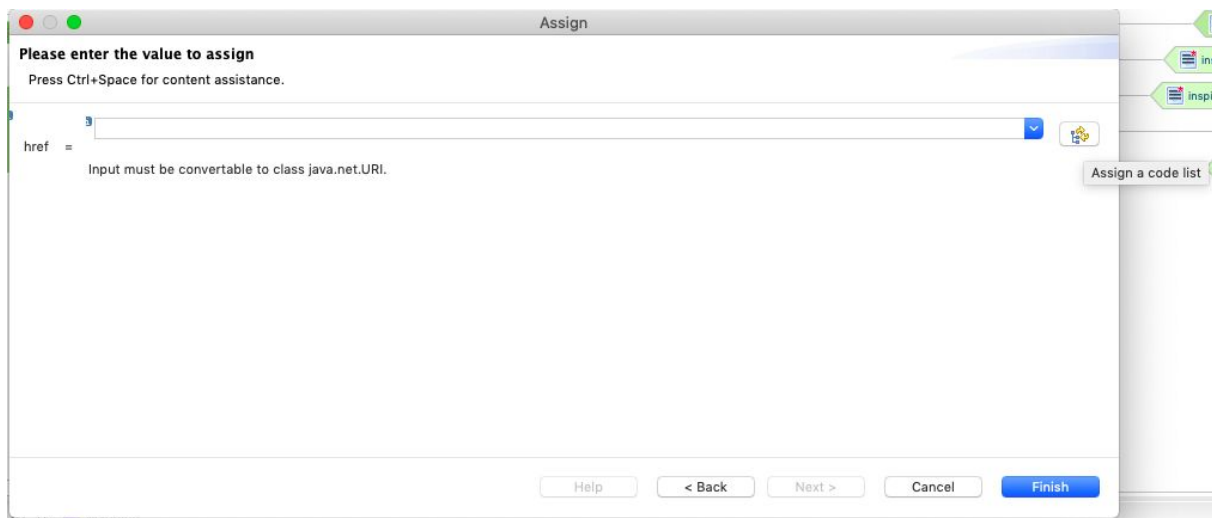 Assign
Please enter the value to assign
Press Ctrl+Space for content assistance.
href =
Input must be convertable to class java.net.URI.
Assign a code list
Help
< Back
Next >
Cancel
Finish